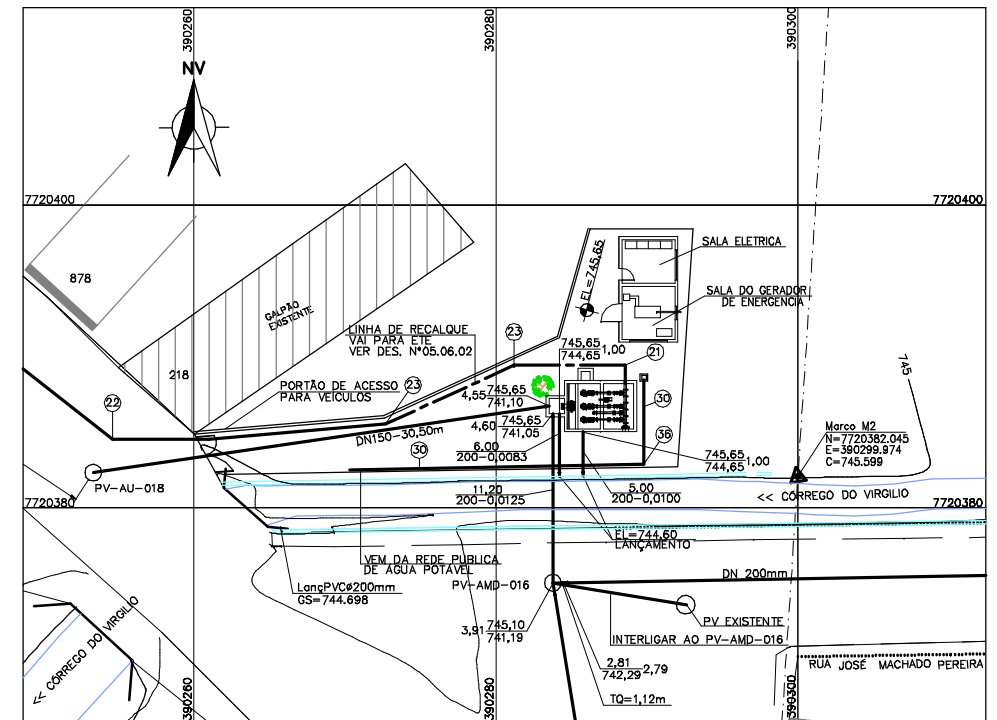 390260
390280
390300
NV
7720400
7720400
878
SALA ELETRICA
EL=745,65
SALA DO GERADOR
DE ENERGENCIA
GALPÃO
EXISTENTE
LINHA DE RECALQUE
VAI PARA ETE
VER DES. Nº05.06.02
23
745,65
744,65
1,00
21
745
218
PORTÃO DE ACESSO
PARA VEÍCULOS
23
4,55
745,65
741,10
30
22
DN150-30,50m
4,60
745,65
741,05
36
Marco M2
N=7720382.045
E=390299.974
C=745.599
30
6.00
200-0,0083
745,65
744,65
1,00
PV-AU-018
11,20
200-0,0125
5.00
200-0,0100
<< CÓRREGO DO VIRGILIO
7720380
7720380
EL=744,60
LANÇAMENTO
VEM DA REDE PUBLICA
DE AGUA POTÁVEL
PV-AMD-016
DN 200mm
LançPVCø200mm
GS=744.698
<< CÓRREGO DO VIRGILIO
PV EXISTENTE
3,91
745,10
741,19
INTERLIGAR AO PV-AMD-016
2,81
742,29
2,79
RUA JOSÉ MACHADO PEREIRA
TQ=1,12m
390260
390280
390300